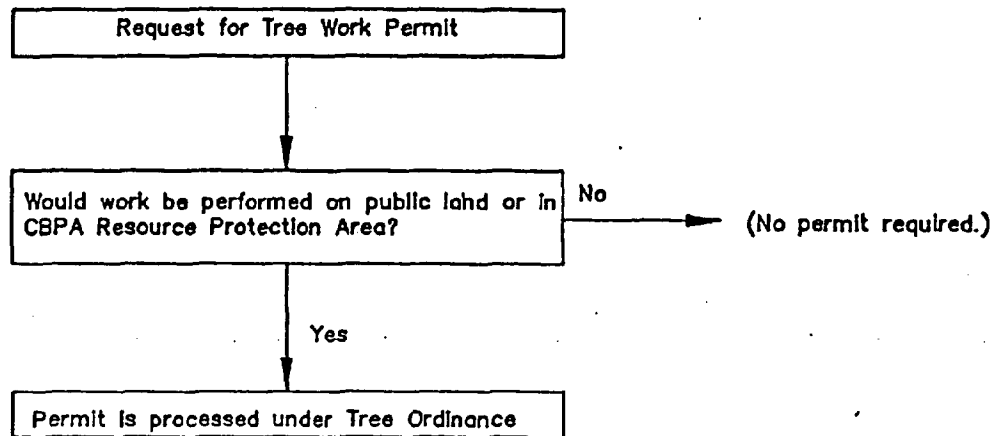 Request for Tree Work Permit
Would work be performed on public land or in
CBPA Resource Protection Area?
No
(No permit required.)
Yes
Permit is processed under Tree Ordinance